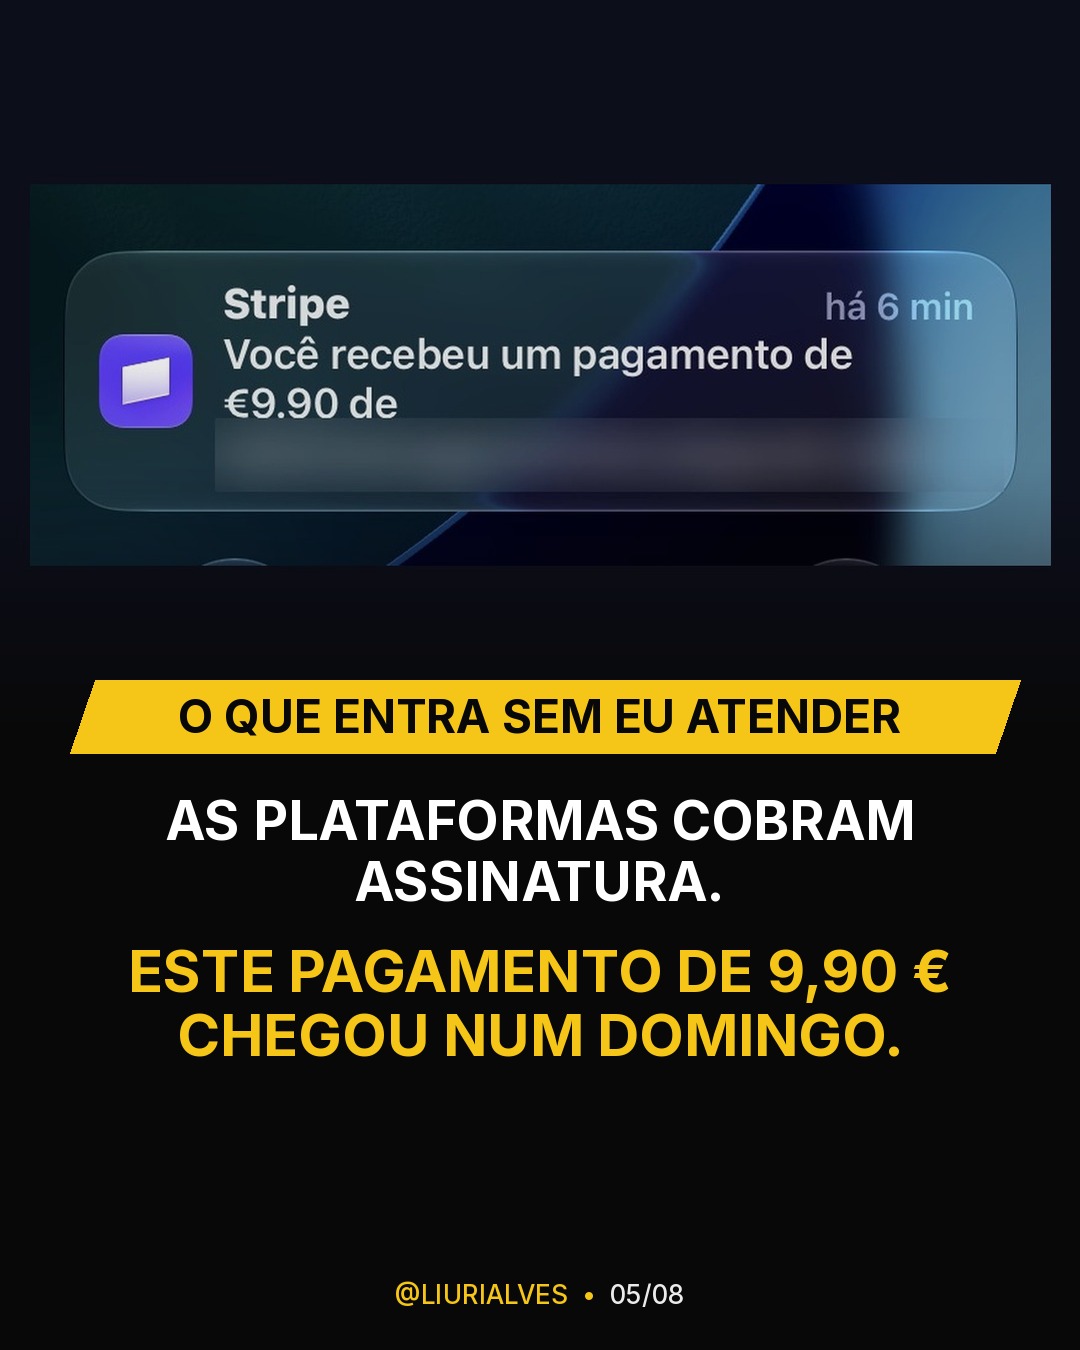 Stripe
há 6 min
Você recebeu um pagamento de
€9.90 de
O QUE ENTRA SEM EU ATENDER
AS PLATAFORMAS COBRAM
ASSINATURA.
ESTE PAGAMENTO DE 9,90 €
CHEGOU NUM DOMINGO.
@LIURIALVES • 05/08